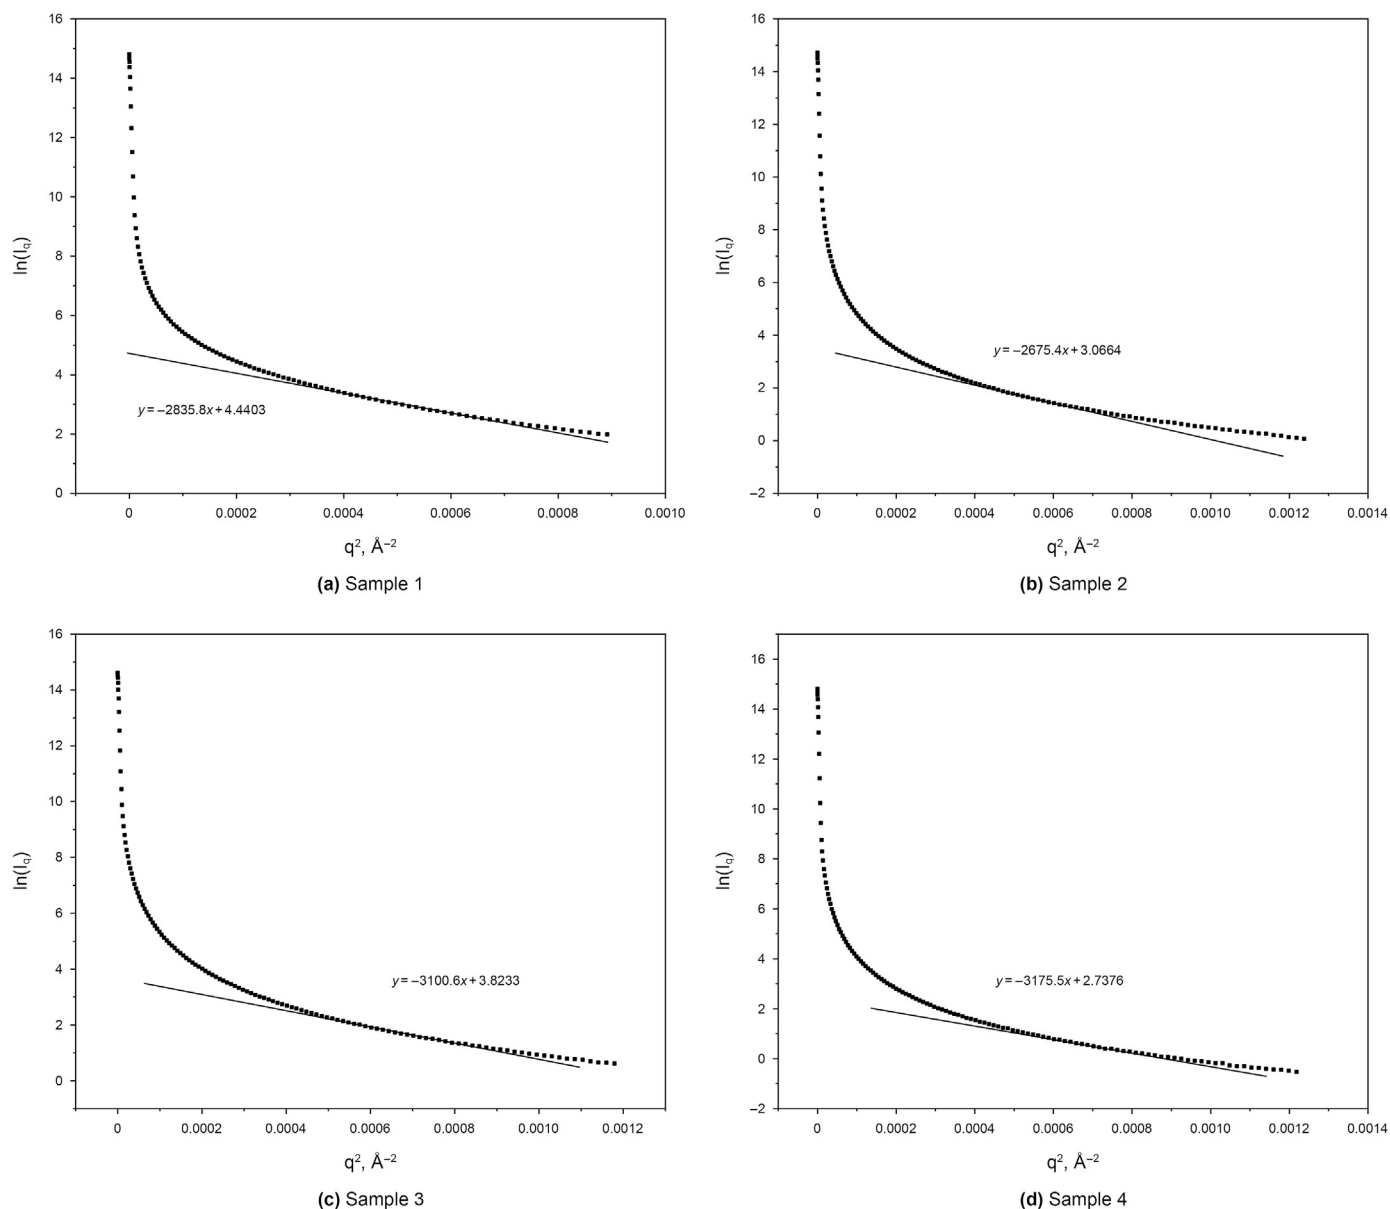 16
14
12
10
8
6
4
2
0
ln(I_q)
y = –2835.8x + 4.4403
0 0.0002 0.0004 0.0006 0.0008 0.0010
q², Å⁻²
(a) Sample 1
16
14
12
10
8
6
4
2
0
–2
ln(I_q)
y = –2675.4x + 3.0664
0 0.0002 0.0004 0.0006 0.0008 0.0010 0.0012 0.0014
q², Å⁻²
(b) Sample 2
16
14
12
10
8
6
4
2
0
ln(I_q)
y = –3100.6x + 3.8233
0 0.0002 0.0004 0.0006 0.0008 0.0010 0.0012
q², Å⁻²
(c) Sample 3
16
14
12
10
8
6
4
2
0
–2
ln(I_q)
y = –3175.5x + 2.7376
0 0.0002 0.0004 0.0006 0.0008 0.0010 0.0012 0.0014
q², Å⁻²
(d) Sample 4